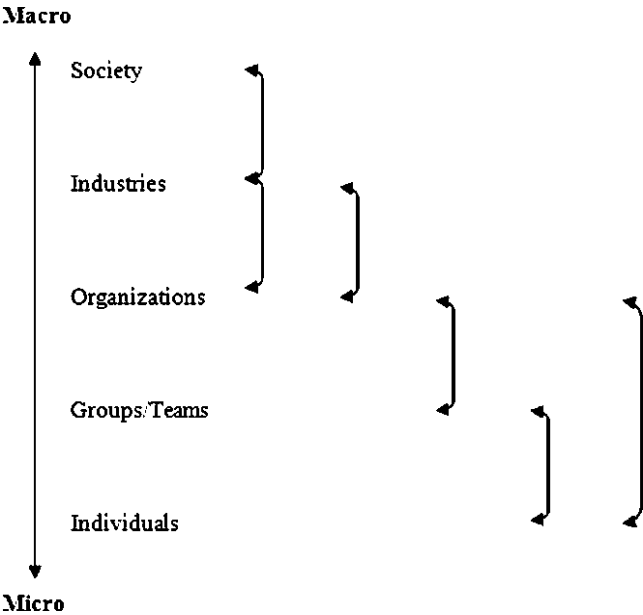 Macro
Society
Industries
Organizations
Groups/Teams
Individuals
Micro